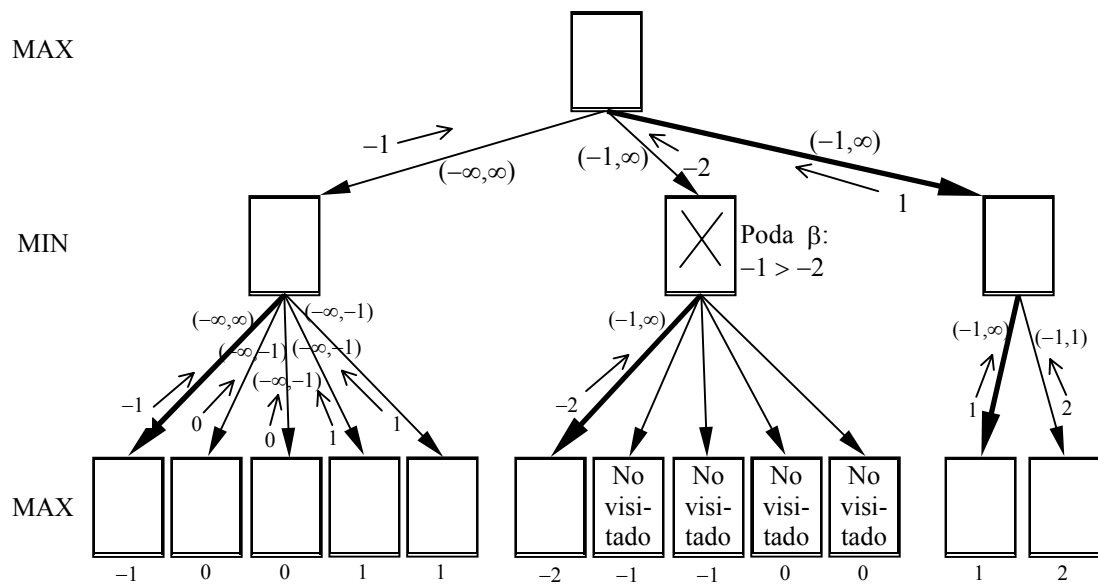 MAX
–1
(–∞,∞)
(–1,∞)
–2
(–1,∞)
1
MIN
Poda β:
–1 > –2
(–∞,∞)
(–∞,–1)
(–∞,–1)
(–∞,–1)
(–∞,–1)
–1
0
0
1
1
(–1,∞)
–2
(–1,∞)
(–1,1)
1
2
MAX
No
visi-
tado
No
visi-
tado
No
visi-
tado
No
visi-
tado
–1 0 0 1 1 –2 –1 –1 0 0 1 2